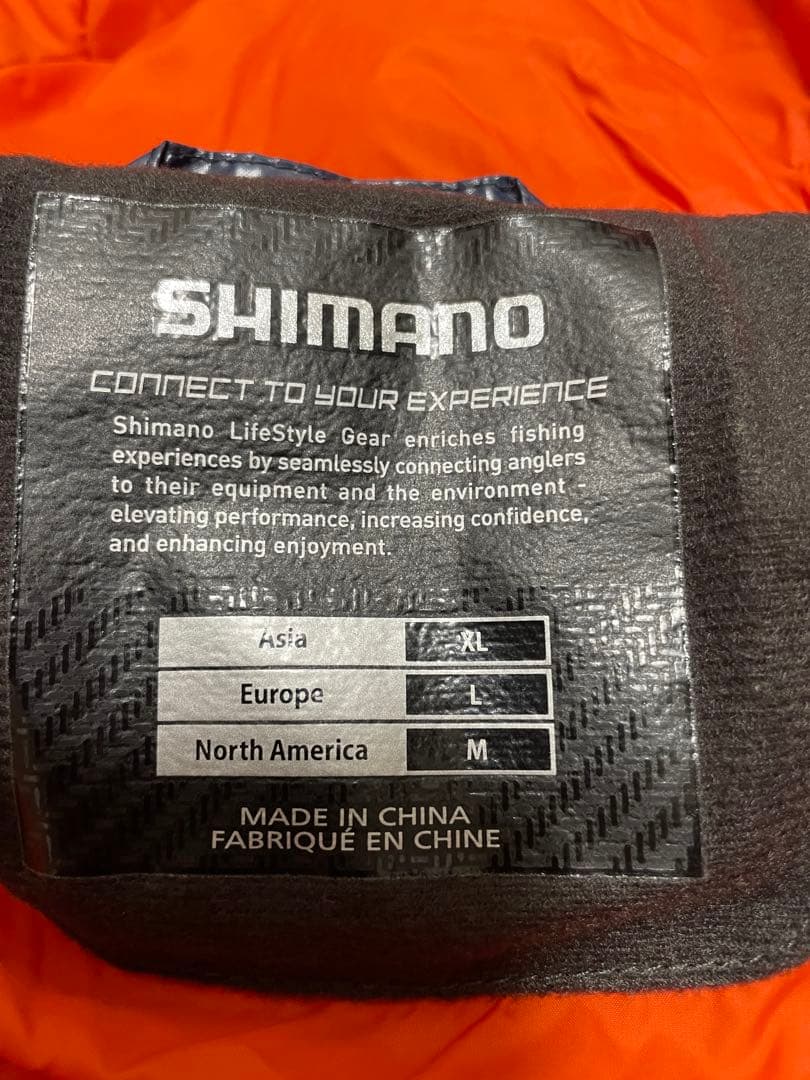 SHIMANO
CONNECT TO YOUR EXPERIENCE
Shimano LifeStyle Gear enriches fishing
experiences by seamlessly connecting anglers
to their equipment and the environment -
elevating performance, increasing confidence,
and enhancing enjoyment.
Asia XL
Europe L
North America M
MADE IN CHINA
FABRIQUÉ EN CHINE